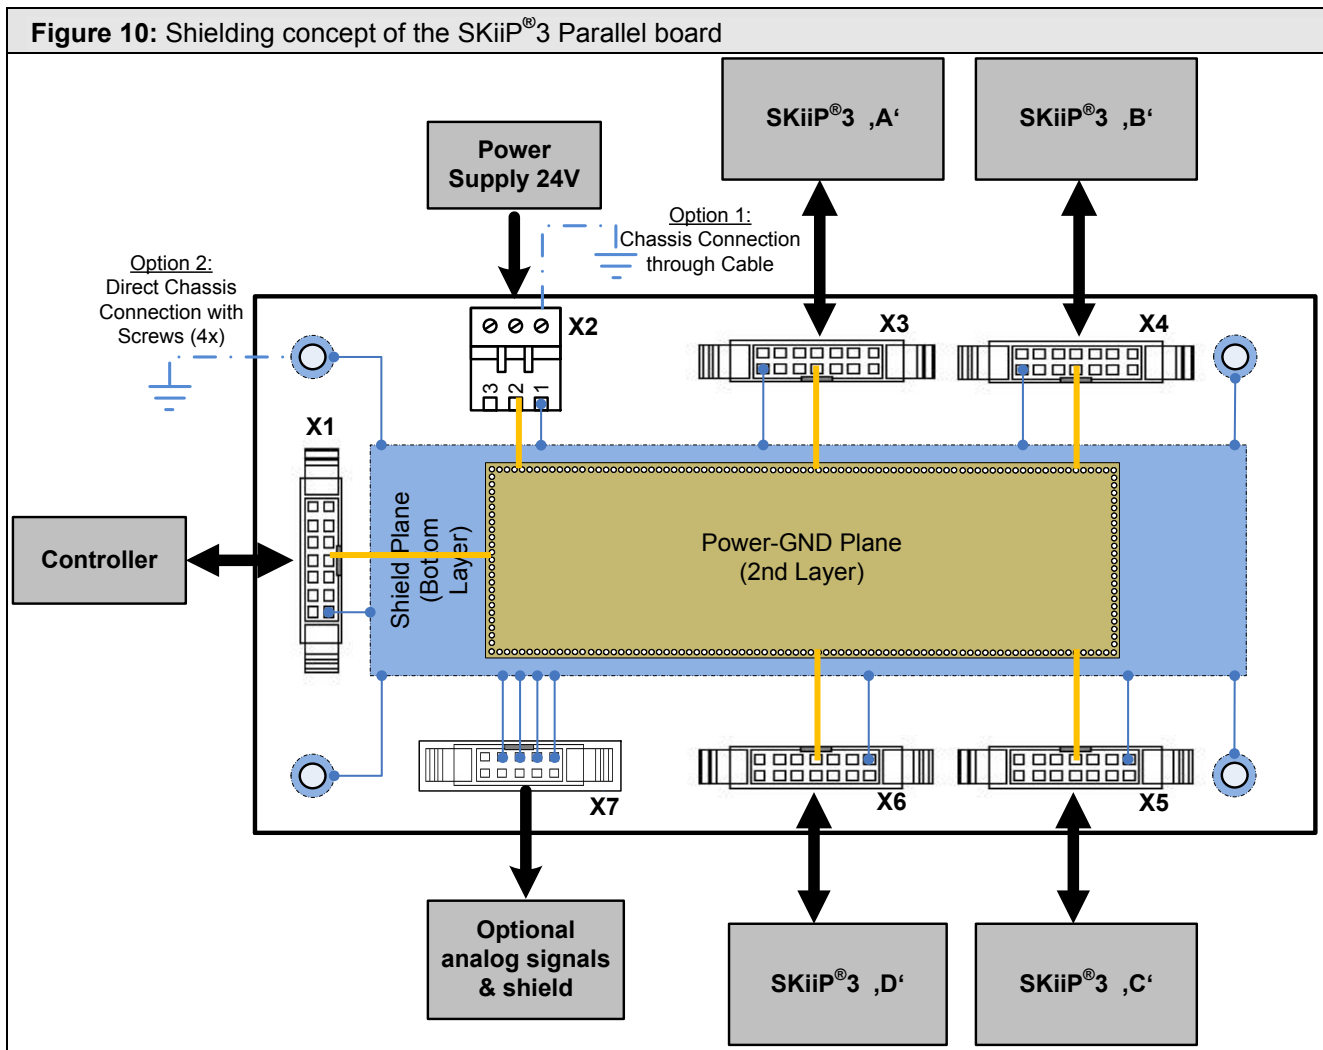 Figure 10: Shielding concept of the SKiiP®3 Parallel board
SKiiP®3 ‚A‘
SKiiP®3 ‚B‘
Power
Supply 24V
Option 1:
Chassis Connection
through Cable
Option 2:
Direct Chassis
Connection with
Screws (4x)
X2
X3
X4
3
2
1
X1
Controller
Shield Plane
(Bottom
Layer)
Power-GND Plane
(2nd Layer)
X7
X6
X5
Optional
analog signals
& shield
SKiiP®3 ‚D‘
SKiiP®3 ‚C‘